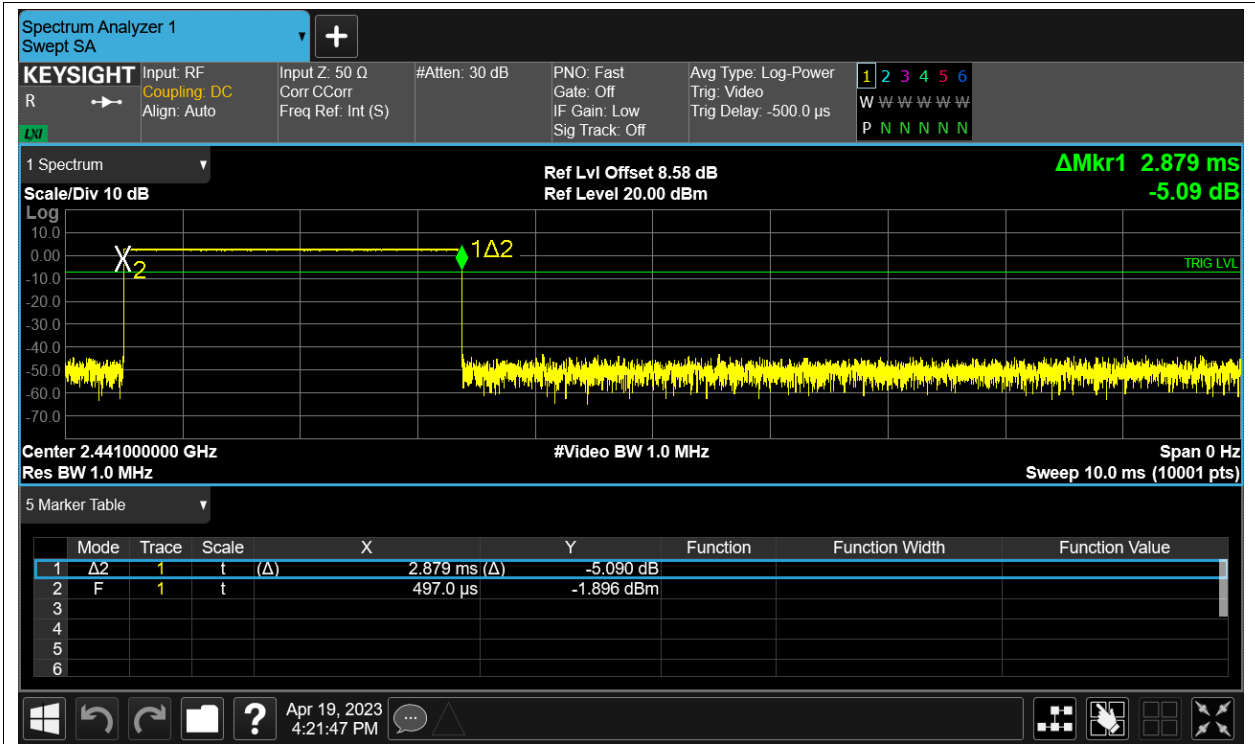 Spectrum Analyzer 1
Swept SA
+
KEYSIGHT Input: RF Input Z: 50 Ω #Atten: 30 dB PNO: Fast Avg Type: Log-Power 1 2 3 4 5 6
R Coupling: DC Corr CCorr Gate: Off Trig: Video W W W W W W
Align: Auto Freq Ref: Int (S) IF Gain: Low Trig Delay: -500.0 µs P N N N N N
LXI Sig Track: Off
1 Spectrum Ref Lvl Offset 8.58 dB ΔMkr1 2.879 ms
Scale/Div 10 dB Ref Level 20.00 dBm -5.09 dB
Log
10.0
0.00 X 2 1Δ2
TRIG LVL
-10.0
-20.0
-30.0
-40.0
-50.0
-60.0
-70.0
Center 2.441000000 GHz #Video BW 1.0 MHz Span 0 Hz
Res BW 1.0 MHz Sweep 10.0 ms (10001 pts)
5 Marker Table
Mode Trace Scale X Y Function Function Width Function Value
1 Δ2 1 t (Δ) 2.879 ms (Δ) -5.090 dB
2 F 1 t 497.0 µs -1.896 dBm
3
4
5
6
? Apr 19, 2023
4:21:47 PM